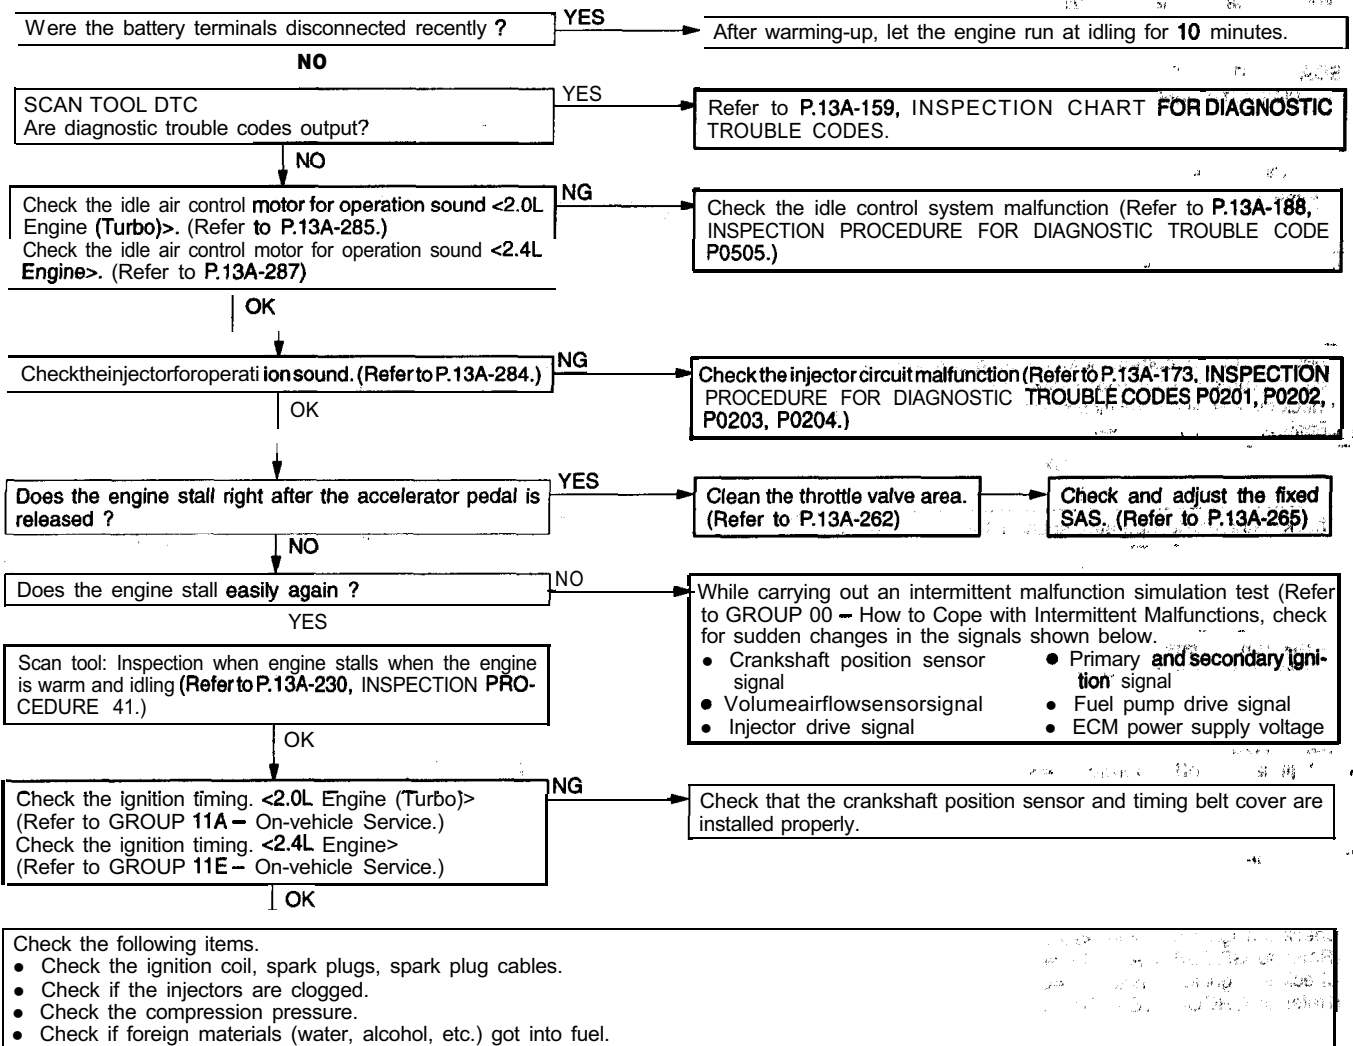 Were the battery terminals disconnected recently ?
YES
After warming-up, let the engine run at idling for 10 minutes.
NO
SCAN TOOL DTC
Are diagnostic trouble codes output?
YES
Refer to P.13A-159, INSPECTION CHART FOR DIAGNOSTIC
TROUBLE CODES.
NO
Check the idle air control motor for operation sound <2.0L
Engine (Turbo)>. (Refer to P.13A-285.)
Check the idle air control motor for operation sound <2.4L
Engine>. (Refer to P.13A-287)
NG
Check the idle control system malfunction (Refer to P.13A-188,
INSPECTION PROCEDURE FOR DIAGNOSTIC TROUBLE CODE
P0505.)
OK
Checktheinjectorforoperati ionsound. (RefertoP.13A-284.)
NG
Check the injector circuit malfunction (Refer to P.13A-173, INSPECTION
PROCEDURE FOR DIAGNOSTIC TROUBLE CODES P0201, P0202,
P0203, P0204.)
OK
Does the engine stall right after the accelerator pedal is
released ?
YES
Clean the throttle valve area.
(Refer to P.13A-262)
Check and adjust the fixed
SAS. (Refer to P.13A-265)
NO
Does the engine stall easily again ?
NO
While carrying out an intermittent malfunction simulation test (Refer
to GROUP 00 – How to Cope with Intermittent Malfunctions, check
for sudden changes in the signals shown below.
● Crankshaft position sensor
signal
● Volumeairflowsensorsignal
● Injector drive signal
● Primary and secondary igni-
tion signal
● Fuel pump drive signal
● ECM power supply voltage
YES
Scan tool: Inspection when engine stalls when the engine
is warm and idling (Refer to P.13A-230, INSPECTION PRO-
CEDURE 41.)
OK
Check the ignition timing. <2.0L Engine (Turbo)>
(Refer to GROUP 11A – On-vehicle Service.)
Check the ignition timing. <2.4L Engine>
(Refer to GROUP 11E – On-vehicle Service.)
NG
Check that the crankshaft position sensor and timing belt cover are
installed properly.
OK
Check the following items.
● Check the ignition coil, spark plugs, spark plug cables.
● Check if the injectors are clogged.
● Check the compression pressure.
● Check if foreign materials (water, alcohol, etc.) got into fuel.